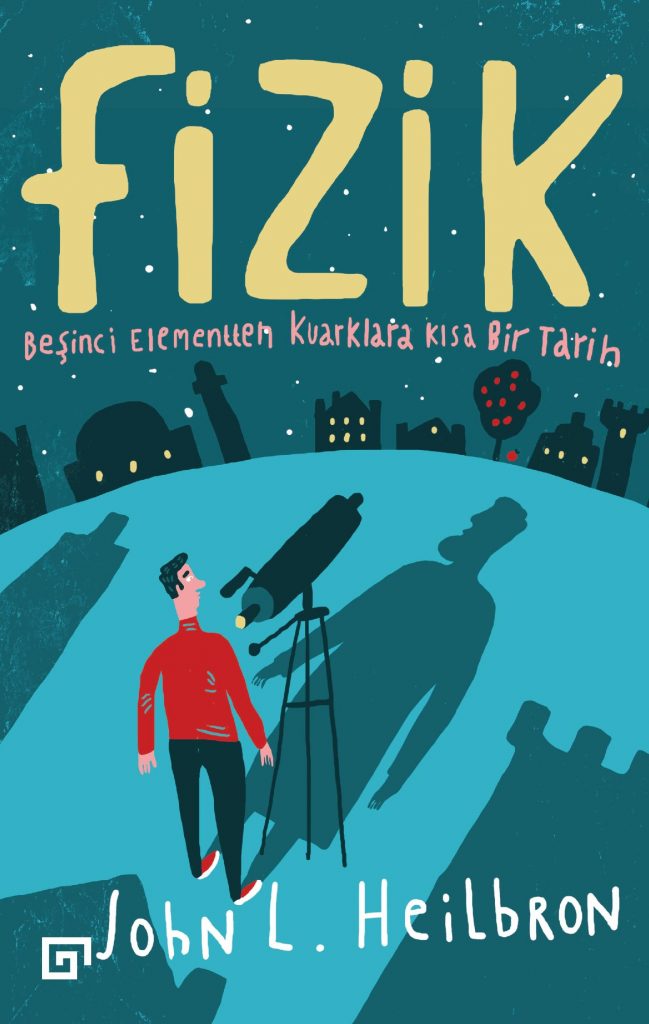 fizik
Beşinci Elementten Kuarklara Kısa Bir Tarih
John L. Heilbron